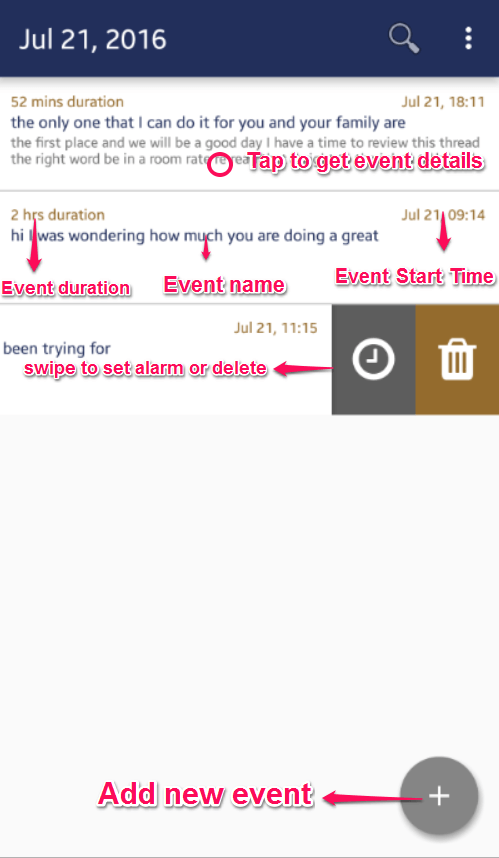 Jul 21, 2016
52 mins duration
Jul 21, 18:11
the only one that I can do it for you and your family are
the first place and we will be a good day I have a time to review this thread
the right word be in a room rate
Tap to get event details
2 hrs duration
Jul 21, 09:14
hi I was wondering how much you are doing a great
Event duration
Event name
Event Start Time
Jul 21, 11:15
been trying for
swipe to set alarm or delete
Add new event